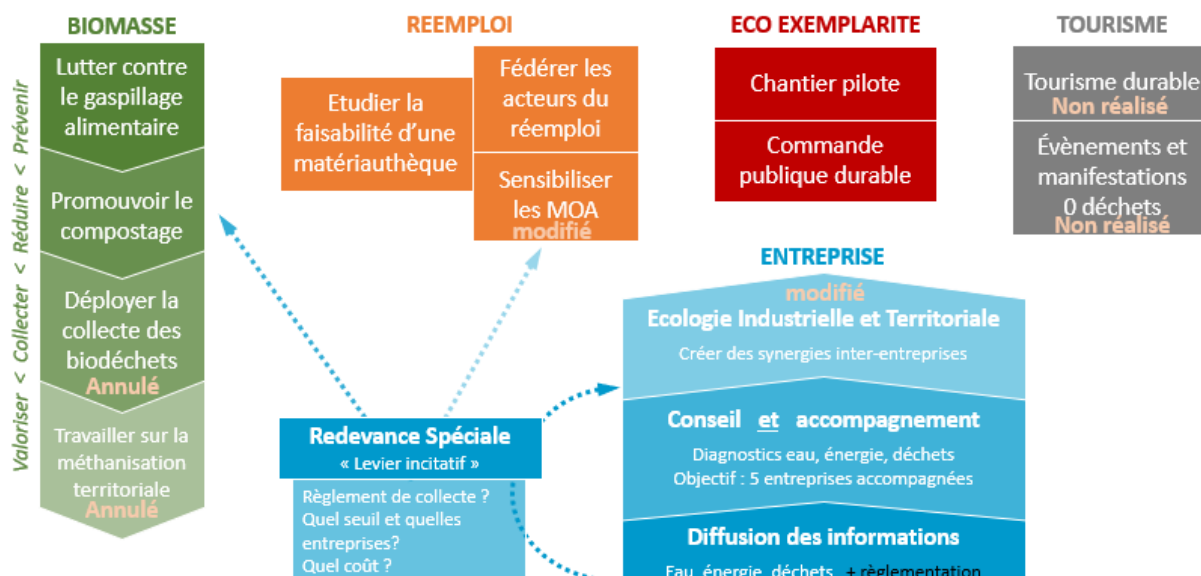 BIOMASSE
Lutter contre
le gaspillage
alimentaire
Promouvoir le
compostage
Déployer la
collecte des
biodéchets
Annulé
Travailler sur la
méthanisation
territoriale
Annulé
Valoriser < Collecter < Réduire < Prévenir
REEMPLOI
Etudier la
faisabilité d'une
matériauthèque
Fédérer les
acteurs du
réemploi
Sensibiliser
les MOA
modifié
ECO EXEMPLARITE
Chantier pilote
Commande
publique durable
TOURISME
Tourisme durable
Non réalisé
Évènements et
manifestations
0 déchets
Non réalisé
Redevance Spéciale
« Levier incitatif »
Règlement de collecte ?
Quel seuil et quelles
entreprises?
Quel coût ?
ENTREPRISE
modifié
Ecologie Industrielle et Territoriale
Créer des synergies inter-entreprises
Conseil et accompagnement
Diagnostics eau, énergie, déchets
Objectif : 5 entreprises accompagnées
Diffusion des informations
Eau, énergie, déchets + règlementation